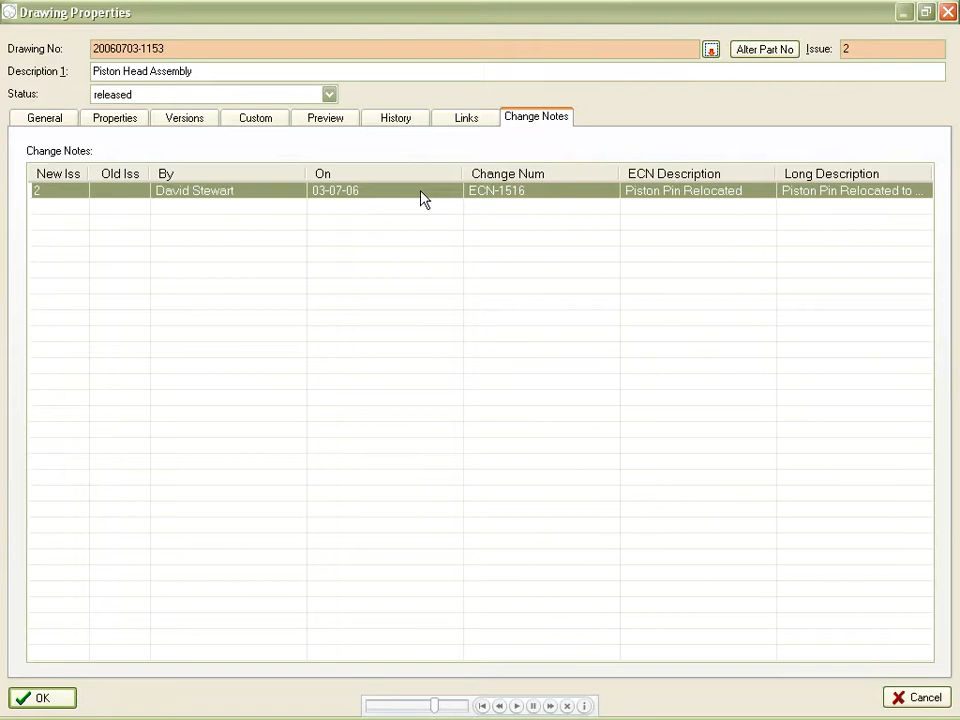 Drawing Properties
Drawing No: 20060703-1153 Alter Part No Issue: 2
Description 1: Piston Head Assembly
Status: released
General Properties Versions Custom Preview History Links Change Notes
Change Notes:
New Iss Old Iss By On Change Num ECN Description Long Description
2 David Stewart 03-07-06 ECN-1516 Piston Pin Relocated Piston Pin Relocated to ...
OK Cancel